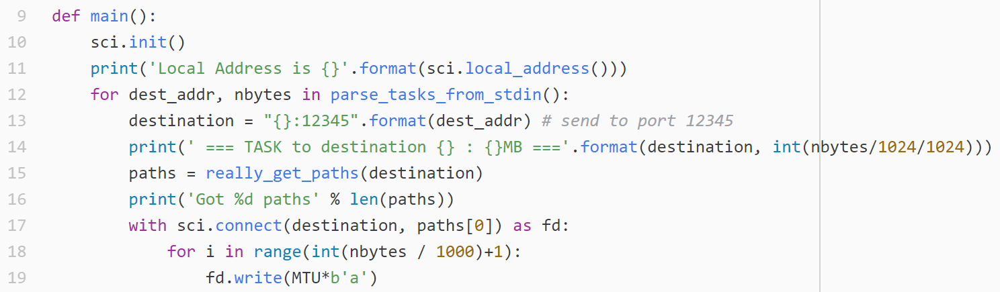 9 def main():
10     sci.init()
11     print('Local Address is {}'.format(sci.local_address()))
12     for dest_addr, nbytes in parse_tasks_from_stdin():
13         destination = "{}:12345".format(dest_addr) # send to port 12345
14         print(' === TASK to destination {} : {}MB ==='.format(destination, int(nbytes/1024/1024)))
15         paths = really_get_paths(destination)
16         print('Got %d paths' % len(paths))
17         with sci.connect(destination, paths[0]) as fd:
18             for i in range(int(nbytes / 1000)+1):
19                 fd.write(MTU*b'a')